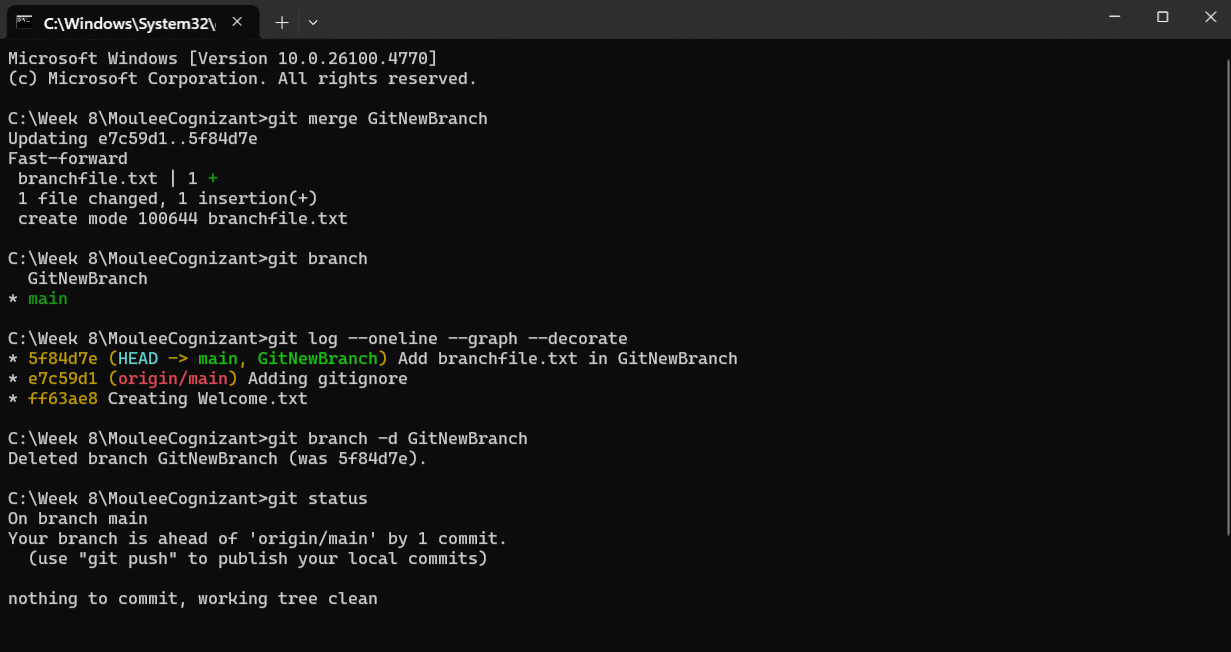 C:\Windows\System32\
Microsoft Windows [Version 10.0.26100.4770]
(c) Microsoft Corporation. All rights reserved.
C:\Week 8\MouleeCognizant>git merge GitNewBranch
Updating e7c59d1..5f84d7e
Fast-forward
 branchfile.txt | 1 +
 1 file changed, 1 insertion(+)
 create mode 100644 branchfile.txt
C:\Week 8\MouleeCognizant>git branch
  GitNewBranch
* main
C:\Week 8\MouleeCognizant>git log --oneline --graph --decorate
* 5f84d7e (HEAD -> main, GitNewBranch) Add branchfile.txt in GitNewBranch
* e7c59d1 (origin/main) Adding gitignore
* ff63ae8 Creating Welcome.txt
C:\Week 8\MouleeCognizant>git branch -d GitNewBranch
Deleted branch GitNewBranch (was 5f84d7e).
C:\Week 8\MouleeCognizant>git status
On branch main
Your branch is ahead of 'origin/main' by 1 commit.
  (use "git push" to publish your local commits)
nothing to commit, working tree clean